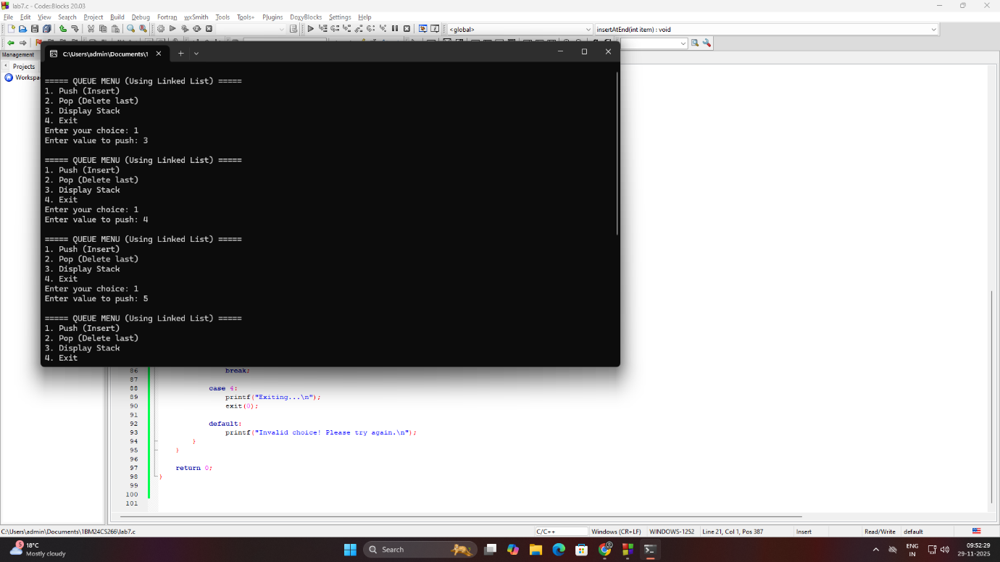 lab7.c - Code::Blocks 20.03
File Edit View Search Project Build Debug Fortran wxSmith Tools Tools+ Plugins DoxyBlocks Settings Help
<global>
insertAtEnd(int item) : void
Management
Projects
Workspa
C:\Users\admin\Documents\1
===== QUEUE MENU (Using Linked List) =====
1. Push (Insert)
2. Pop (Delete last)
3. Display Stack
4. Exit
Enter your choice: 1
Enter value to push: 3
===== QUEUE MENU (Using Linked List) =====
1. Push (Insert)
2. Pop (Delete last)
3. Display Stack
4. Exit
Enter your choice: 1
Enter value to push: 4
===== QUEUE MENU (Using Linked List) =====
1. Push (Insert)
2. Pop (Delete last)
3. Display Stack
4. Exit
Enter your choice: 1
Enter value to push: 5
===== QUEUE MENU (Using Linked List) =====
1. Push (Insert)
2. Pop (Delete last)
3. Display Stack
4. Exit
86 break;
87
88 case 4:
89 printf("Exiting...\n");
90 exit(0);
91
92 default:
93 printf("Invalid choice! Please try again.\n");
94 }
95 }
96
97 return 0;
98 }
99
100
101
C:\Users\admin\Documents\1BM24CS266\lab7.c C/C++ Windows (CR+LF) WINDOWS-1252 Line 21, Col 1, Pos 387 Insert Read/Write default
5
18°C
Mostly cloudy
Search
ENG
IN
09:52:29
29-11-2025